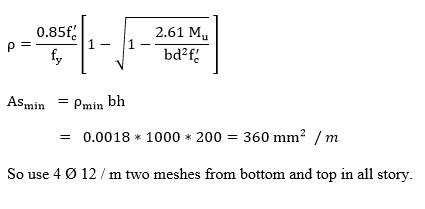 ρ = 0.85f′c / fy [1 − √(1 − 2.61 Mu / bd²f′c)]
Asmin = ρmin bh
= 0.0018 * 1000 * 200 = 360 mm² / m
So use 4 Ø 12 / m two meshes from bottom and top in all story.